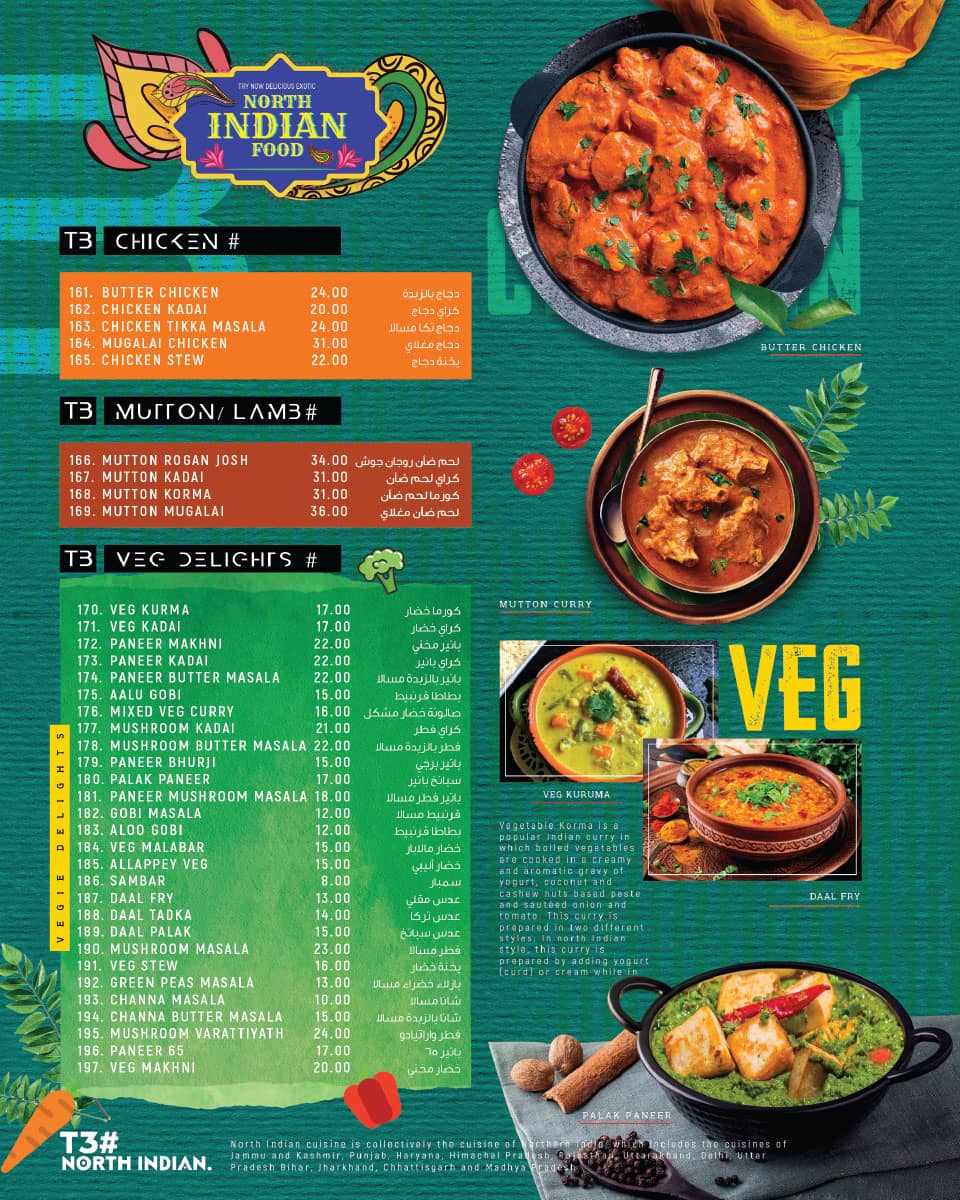 TRY NOW DELICIOUS EXOTIC
NORTH
INDIAN
FOOD
BUTTER CHICKEN
T3 CHICKEN #
161. BUTTER CHICKEN 24.00 دجاج بالزبدة
162. CHICKEN KADAI 20.00 كراي دجاج
163. CHICKEN TIKKA MASALA 24.00 دجاج تكا مسالا
164. MUGALAI CHICKEN 31.00 دجاج مغلاي
165. CHICKEN STEW 22.00 يخنة دجاج
T3 MUTTON/ LAMB#
166. MUTTON ROGAN JOSH 34.00 لحم ضأن روجان جوش
167. MUTTON KADAI 31.00 كراي لحم ضأن
168. MUTTON KORMA 31.00 كورما لحم ضأن
169. MUTTON MUGALAI 36.00 لحم ضأن مغلاي
MUTTON CURRY
T3 VEG DELIGHTS #
VEGIE DELIGHTS
170. VEG KURMA 17.00 كورما خضار
171. VEG KADAI 17.00 كراي خضار
172. PANEER MAKHNI 22.00 بانير مخني
173. PANEER KADAI 22.00 كراي بانير
174. PANEER BUTTER MASALA 22.00 بانير بالزبدة مسالا
175. AALU GOBI 15.00 بطاطا قرنبيط
176. MIXED VEG CURRY 16.00 صالونة خضار مشكل
177. MUSHROOM KADAI 21.00 كراي فطر
178. MUSHROOM BUTTER MASALA 22.00 فطر بالزبدة مسالا
179. PANEER BHURJI 15.00 بانير برجي
180. PALAK PANEER 17.00 سبانخ بانير
181. PANEER MUSHROOM MASALA 18.00 بانير فطر مسالا
182. GOBI MASALA 12.00 قرنبيط مسالا
183. ALOO GOBI 12.00 بطاطا قرنبيط
184. VEG MALABAR 15.00 خضار مالابار
185. ALLAPPEY VEG 15.00 خضار أليبي
186. SAMBAR 8.00 سمبار
187. DAAL FRY 13.00 عدس مقلي
188. DAAL TADKA 14.00 عدس تركا
189. DAAL PALAK 15.00 عدس سبانخ
190. MUSHROOM MASALA 23.00 فطر مسالا
191. VEG STEW 16.00 يخنة خضار
192. GREEN PEAS MASALA 13.00 بازلاء خضراء مسالا
193. CHANNA MASALA 10.00 شانا مسالا
194. CHANNA BUTTER MASALA 15.00 شانا بالزبدة مسالا
195. MUSHROOM VARATTIYATH 24.00 فطر واراتيادو
196. PANEER 65 17.00 بانير ٦٥
197. VEG MAKHNI 20.00 خضار مخني
VEG
VEG KURUMA
DAAL FRY
Vegetable Korma is a
popular Indian curry in
which boiled vegetables
are cooked in a creamy
and aromatic gravy of
yogurt, coconut and
cashew nuts based paste
and sautéed onion and
tomato. This curry is
prepared in two different
styles. In north Indian
style, this curry is
prepared by adding yogurt
(curd) or cream while in
PALAK PANEER
T3#
NORTH INDIAN.
North Indian cuisine is collectively the cuisine of Northern India, which includes the cuisines of
Jammu and Kashmir, Punjab, Haryana, Himachal Pradesh, Rajasthan, Uttarakhand, Delhi, Uttar
Pradesh Bihar, Jharkhand, Chhattisgarh and Madhya Pradesh